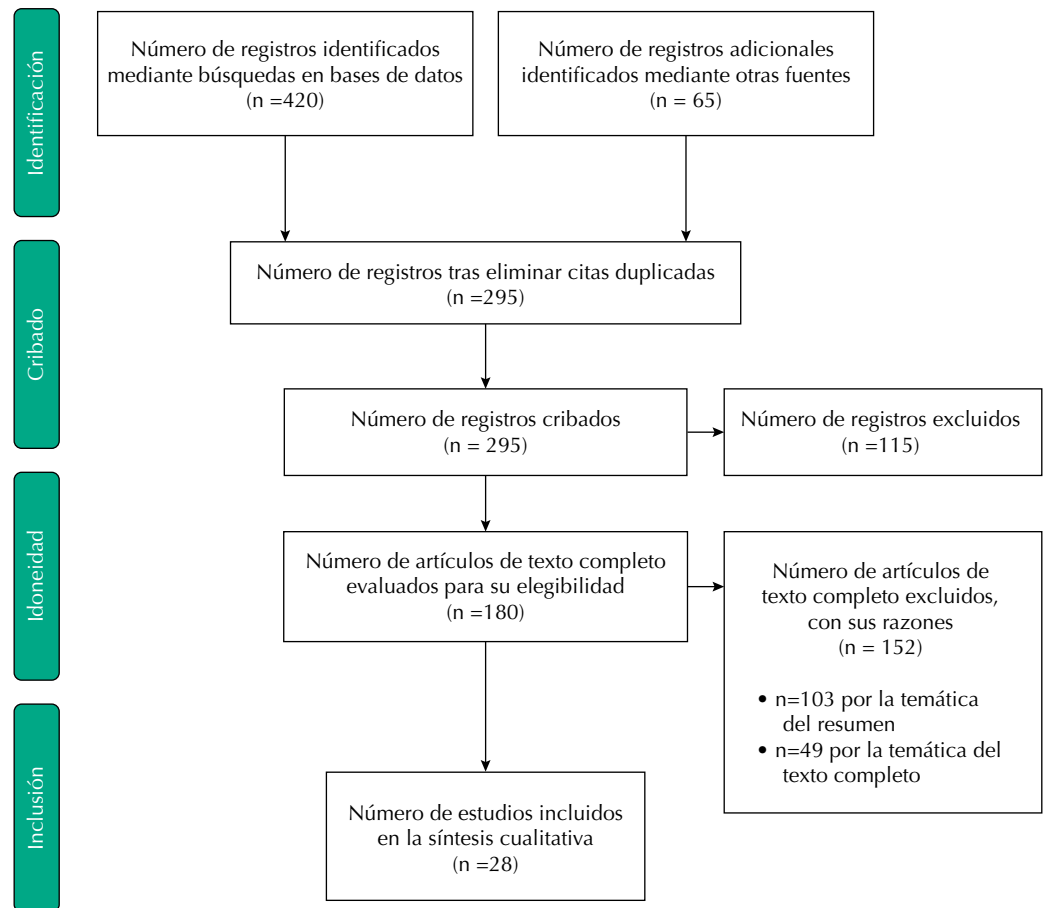 Identificación
Número de registros identificados
mediante búsquedas en bases de datos
(n =420)
Número de registros adicionales
identificados mediante otras fuentes
(n = 65)
Cribado
Número de registros tras eliminar citas duplicadas
(n =295)
Número de registros cribados
(n = 295)
Número de registros excluidos
(n =115)
Idoneidad
Número de artículos de texto completo
evaluados para su elegibilidad
(n =180)
Número de artículos de
texto completo excluidos,
con sus razones
(n = 152)
• n=103 por la temática
del resumen
• n=49 por la temática del
texto completo
Inclusión
Número de estudios incluidos
en la síntesis cualitativa
(n =28)